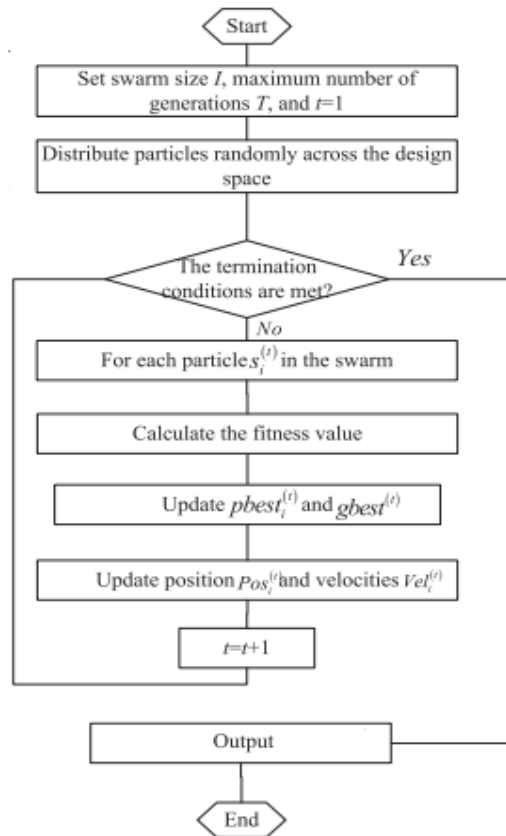 Start
Set swarm size I, maximum number of
generations T, and t=1
Distribute particles randomly across the design
space
The termination
conditions are met?
Yes
No
For each particle s_i^(t) in the swarm
Calculate the fitness value
Update pbest_i^(t) and gbest^(t)
Update position Pos_i^(t) and velocities Vel_i^(t)
t=t+1
Output
End